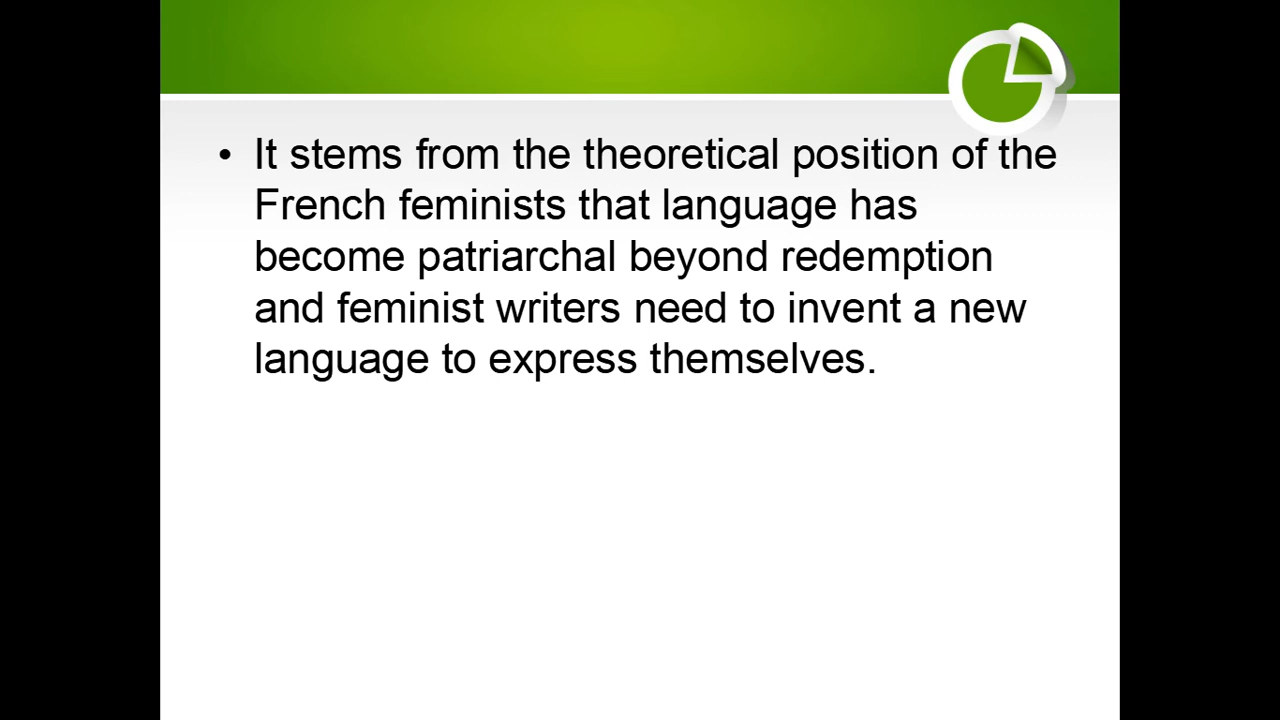 • It stems from the theoretical position of the
French feminists that language has
become patriarchal beyond redemption
and feminist writers need to invent a new
language to express themselves.